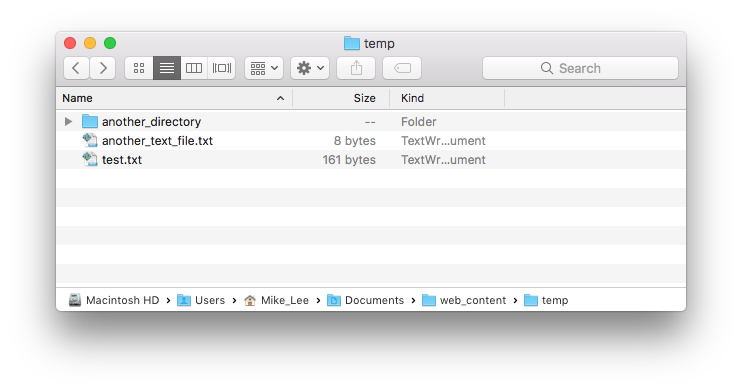 temp
Search
Name Size Kind
another_directory -- Folder
another_text_file.txt 8 bytes TextWr...ument
test.txt 161 bytes TextWr...ument
Macintosh HD › Users › Mike_Lee › Documents › web_content › temp